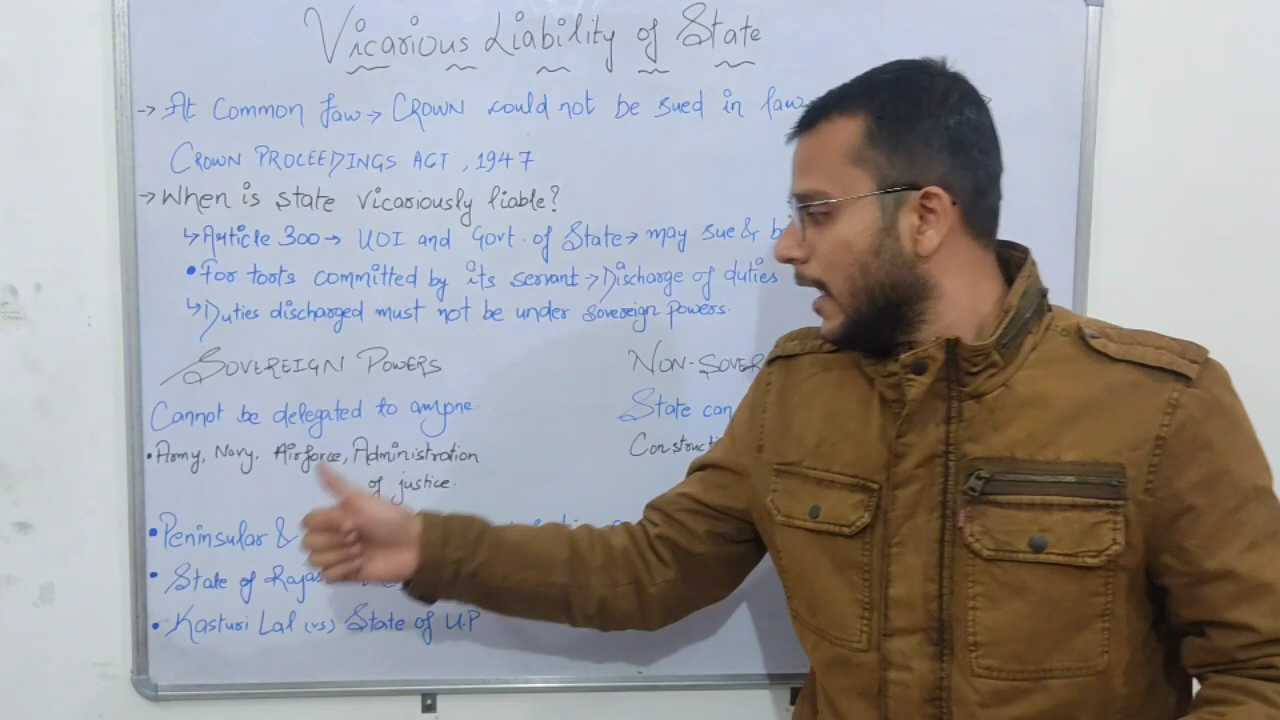 Vicarious Liability of State
→ At Common Law → CROWN could not be sued in law
CROWN PROCEEDINGS ACT, 1947
→ When is state vicariously liable?
↳ Article 300 → UOI and Govt. of State → may sue & b
• for torts committed by its servant → Discharge of duties
↳ Duties discharged must not be under sovereign powers.
SOVEREIGN POWERS
Cannot be delegated to anyone.
• Army, Navy, Airforce, Administration
of justice.
NON-SOVER
State can
Constructi
• Peninsular &
• State of Rajas
• Kasturi Lal (vs) State of U.P